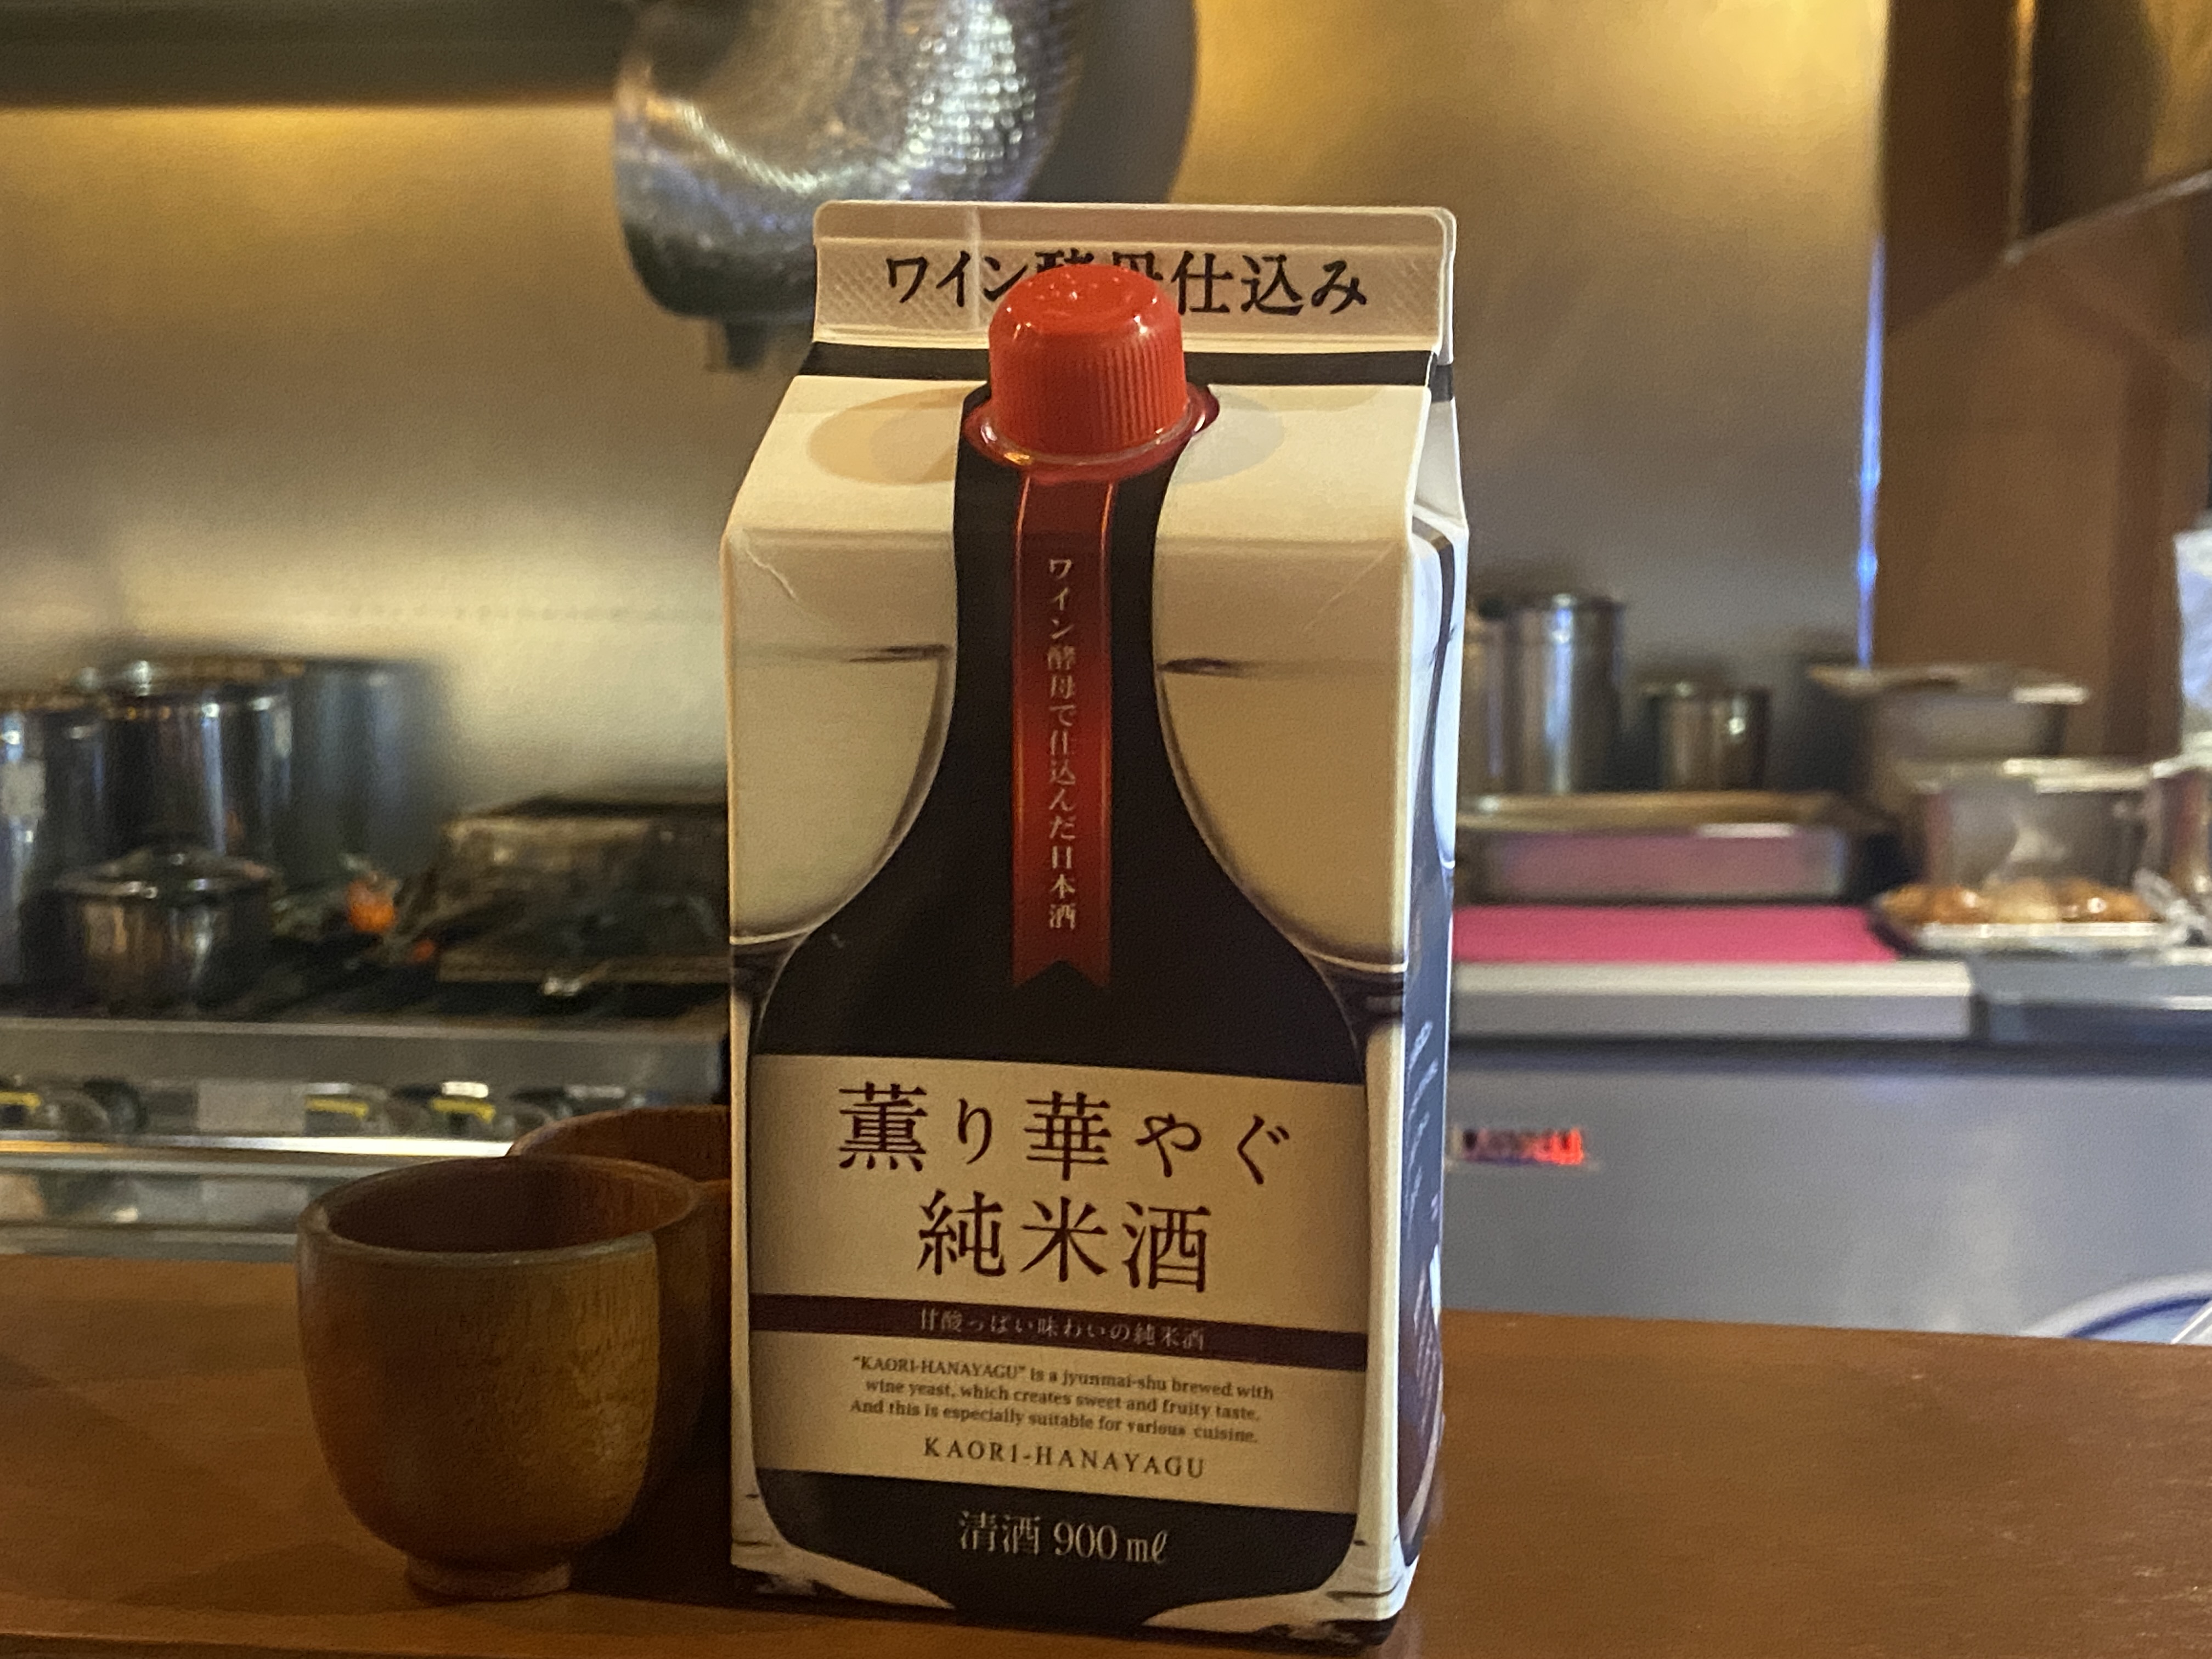 ワイン酵母仕込み
ワイン酵母で仕込んだ日本酒
薫り華やぐ
純米酒
甘酸っぱい味わいの純米酒
"KAORI-HANAYAGU" is a jyunmai-shu brewed with
wine yeast, which creates sweet and fruity taste.
And this is especially suitable for various cuisine.
KAORI-HANAYAGU
清酒 900 mℓ